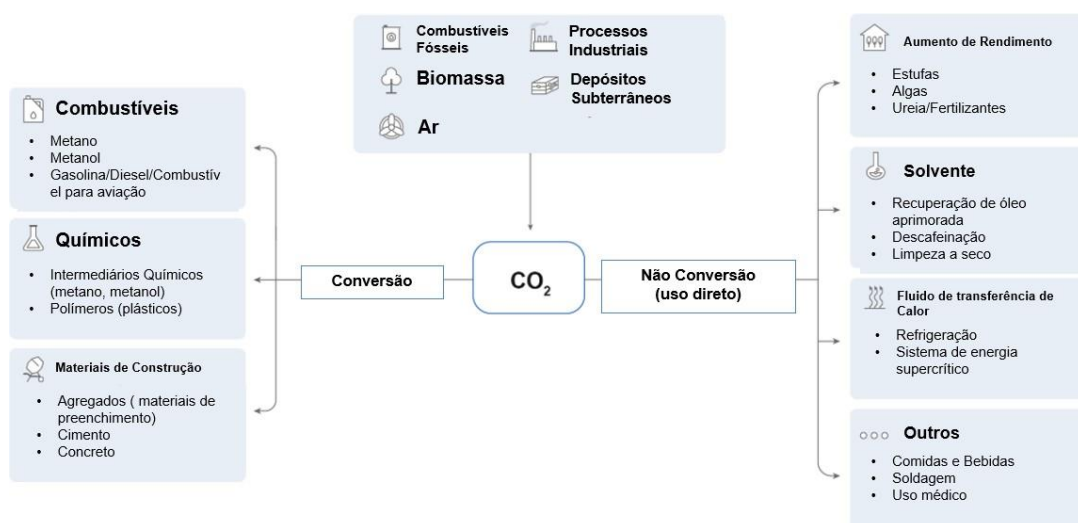 Combustíveis
Fósseis
Processos
Industriais
Biomassa
Depósitos
Subterrâneos
Ar
Combustíveis
• Metano
• Metanol
• Gasolina/Diesel/Combustív
el para aviação
Químicos
• Intermediários Químicos
(metano, metanol)
• Polímeros (plásticos)
Materiais de Construção
• Agregados ( materiais de
preenchimento)
• Cimento
• Concreto
Conversão
CO₂
Não Conversão
(uso direto)
Aumento de Rendimento
• Estufas
• Algas
• Ureia/Fertilizantes
Solvente
• Recuperação de óleo
aprimorada
• Descafeinação
• Limpeza a seco
Fluido de transferência de
Calor
• Refrigeração
• Sistema de energia
supercrítico
Outros
• Comidas e Bebidas
• Soldagem
• Uso médico